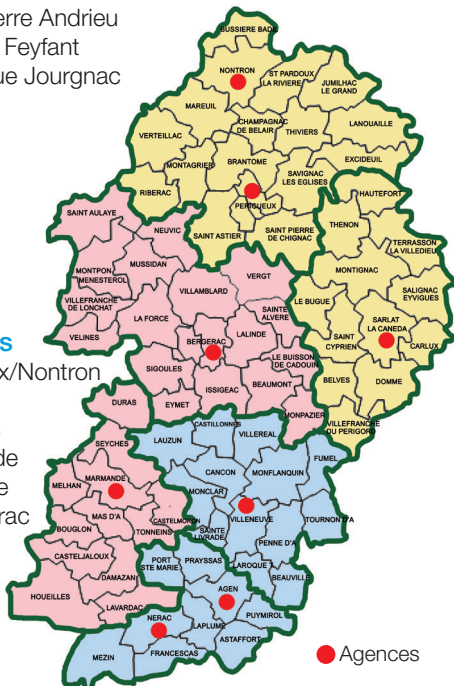 erre Andrieu
Feyfant
ue Jourgnac
BUSSIERE BADIL
NONTRON
ST PARDOUX
LA RIVIERE
JUMILHAC
LE GRAND
MAREUIL
CHAMPAGNAC
DE BELAIR
THIVIERS
LANOUAILLE
VERTEILLAC
MONTAGRIER
BRANTOME
SAVIGNAC
LES EGLISES
EXCIDEUIL
RIBERAC
PERIGUEUX
HAUTEFORT
SAINT AULAYE
NEUVIC
SAINT ASTIER
SAINT PIERRE
DE CHIGNAC
THENON
TERRASSON
LA VILLEDIEU
MONTPON
MENESTEROL
MUSSIDAN
VERGT
MONTIGNAC
VILLEFRANCHE
DE LONCHAT
VILLAMBLARD
LE BUGUE
SALIGNAC
EYVIGUES
LA FORCE
SAINTE
ALVERE
SARLAT
LA CANEDA
VELINES
BERGERAC
LALINDE
SAINT
CYPRIEN
CARLUX
S
LE BUISSON
DE CADOUIN
x/Nontron
SIGOULES
ISSIGEAC
BEAUMONT
BELVES
DOMME
DURAS
EYMET
MONPAZIER
VILLEFRANCHE
DU PERIGORD
CASTILLONNES
SEYCHES
LAUZUN
VILLEREAL
FUMEL
de
MELHAN
MARMANDE
CANCON
MONFLANQUIN
e
MONCLAR
rac
MAS D'A
CASTELMORON
VILLENEUVE
TOURNON D'A
BOUGLON
TONNEINS
SAINTE
LIVRADE
PENNE D'A
CASTELJALOUX
PORT
STE MARIE
PRAYSSAS
LAROQUE T
DAMAZAN
BEAUVILLE
HOUEILLES
AGEN
LAVARDAC
PUYMIROL
NERAC
LAPLUME
ASTAFFORT
MEZIN
FRANCESCAS
Agences